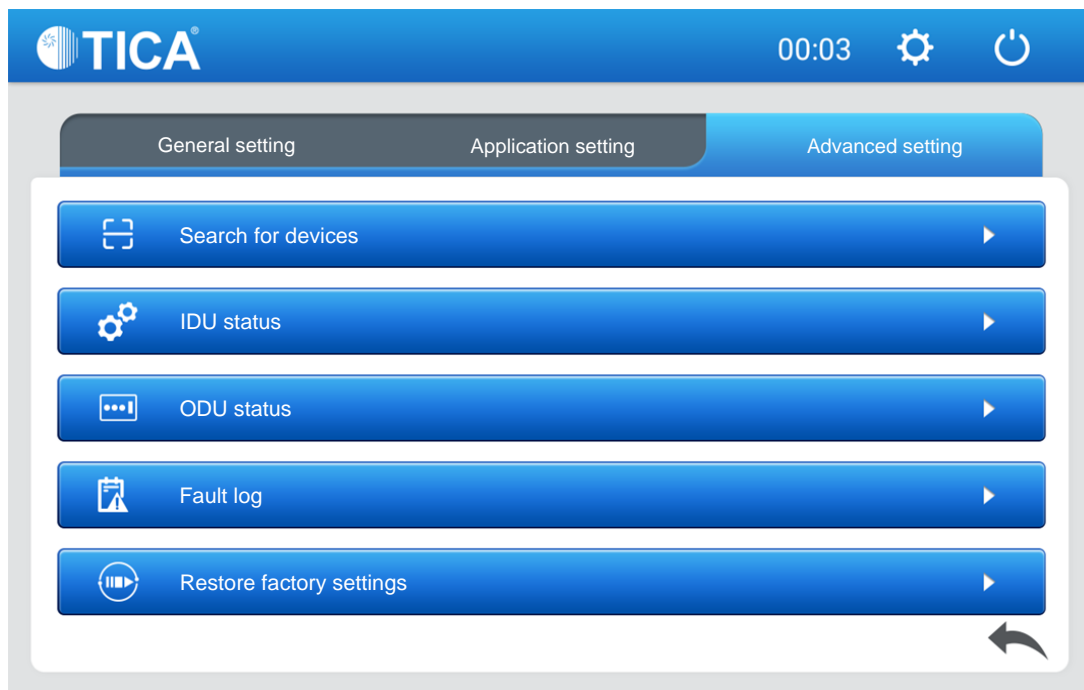 TICA®
00:03
General setting
Application setting
Advanced setting
Search for devices
IDU status
ODU status
Fault log
Restore factory settings